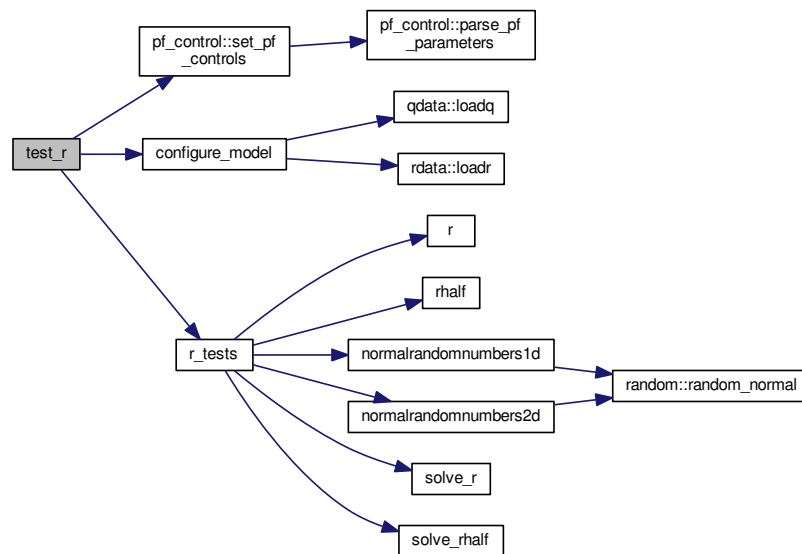 test_r
pf_control::set_pf
_controls
pf_control::parse_pf
_parameters
configure_model
qdata::loadq
rdata::loadr
r_tests
r
rhalf
normalrandomnumbers1d
normalrandomnumbers2d
random::random_normal
solve_r
solve_rhalf